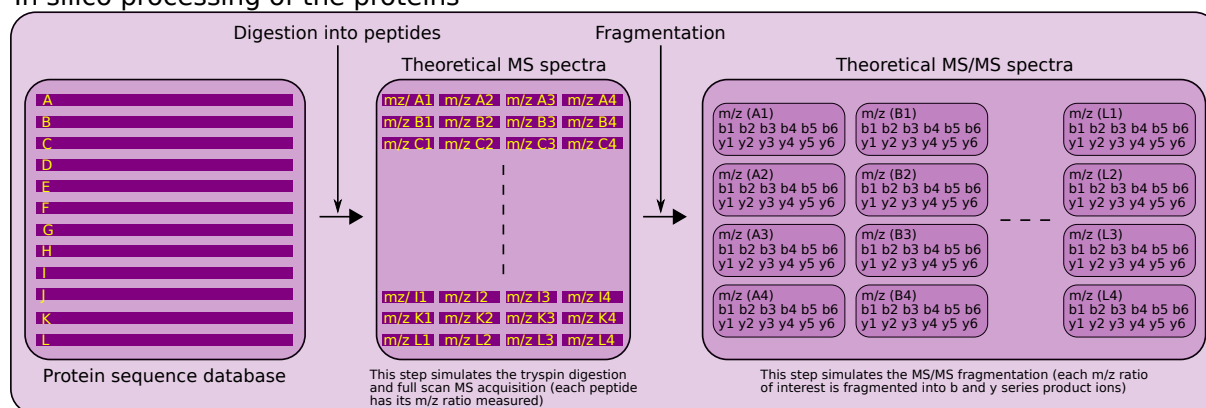 In silico processing of the proteins
Digestion into peptides
Fragmentation
Theoretical MS spectra
Theoretical MS/MS spectra
A
B
C
D
E
F
G
H
I
J
K
L
Protein sequence database
mz/ A1 m/z A2 m/z A3 m/z A4
m/z B1 m/z B2 m/z B3 m/z B4
m/z C1 m/z C2 m/z C3 m/z C4
mz/ I1 m/z I2 m/z I3 m/z I4
m/z K1 m/z K2 m/z K3 m/z K4
m/z L1 m/z L2 m/z L3 m/z L4
This step simulates the tryspin digestion
and full scan MS acquisition (each peptide
has its m/z ratio measured)
m/z (A1)
b1 b2 b3 b4 b5 b6
y1 y2 y3 y4 y5 y6
m/z (B1)
b1 b2 b3 b4 b5 b6
y1 y2 y3 y4 y5 y6
m/z (L1)
b1 b2 b3 b4 b5 b6
y1 y2 y3 y4 y5 y6
m/z (A2)
b1 b2 b3 b4 b5 b6
y1 y2 y3 y4 y5 y6
m/z (B2)
b1 b2 b3 b4 b5 b6
y1 y2 y3 y4 y5 y6
m/z (L2)
b1 b2 b3 b4 b5 b6
y1 y2 y3 y4 y5 y6
m/z (A3)
b1 b2 b3 b4 b5 b6
y1 y2 y3 y4 y5 y6
m/z (B3)
b1 b2 b3 b4 b5 b6
y1 y2 y3 y4 y5 y6
m/z (L3)
b1 b2 b3 b4 b5 b6
y1 y2 y3 y4 y5 y6
m/z (A4)
b1 b2 b3 b4 b5 b6
y1 y2 y3 y4 y5 y6
m/z (B4)
b1 b2 b3 b4 b5 b6
y1 y2 y3 y4 y5 y6
m/z (L4)
b1 b2 b3 b4 b5 b6
y1 y2 y3 y4 y5 y6
This step simulates the MS/MS fragmentation (each m/z ratio
of interest is fragmented into b and y series product ions)